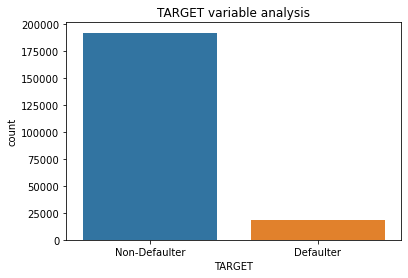 TARGET variable analysis
200000
175000
150000
125000
100000
75000
50000
25000
0
count
Non-Defaulter
Defaulter
TARGET